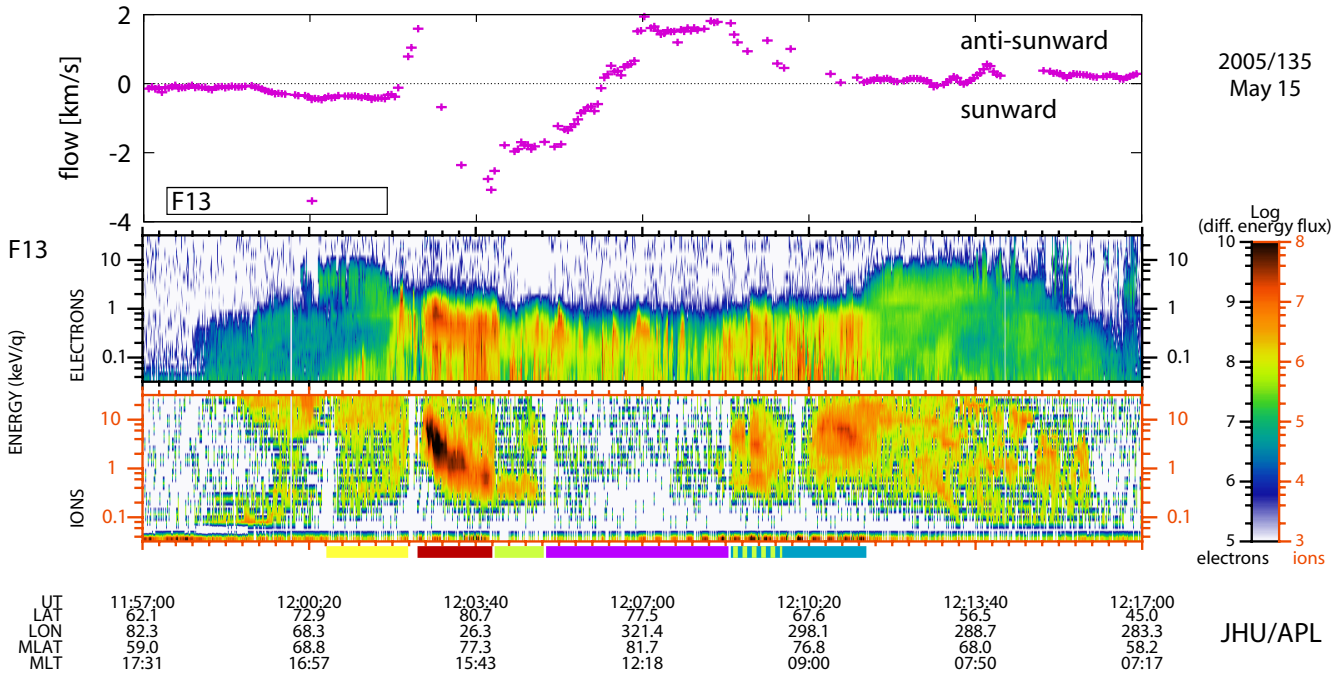 2
0
-2
-4
flow [km/s]
anti-sunward
sunward
F13
2005/135
May 15
F13
ENERGY (keV/q)
ELECTRONS
10
1
0.1
10
1
0.1
IONS
10
1
0.1
10
1
0.1
Log
(diff. energy flux)
10
9
8
7
6
5
8
7
6
5
4
3
electrons ions
UT 11:57:00 12:00:20 12:03:40 12:07:00 12:10:20 12:13:40 12:17:00
LAT 62.1 72.9 80.7 77.5 67.6 56.5 45.0
LON 82.3 68.3 26.3 321.4 298.1 288.7 283.3
MLAT 59.0 68.8 77.3 81.7 76.8 68.0 58.2
MLT 17:31 16:57 15:43 12:18 09:00 07:50 07:17
JHU/APL